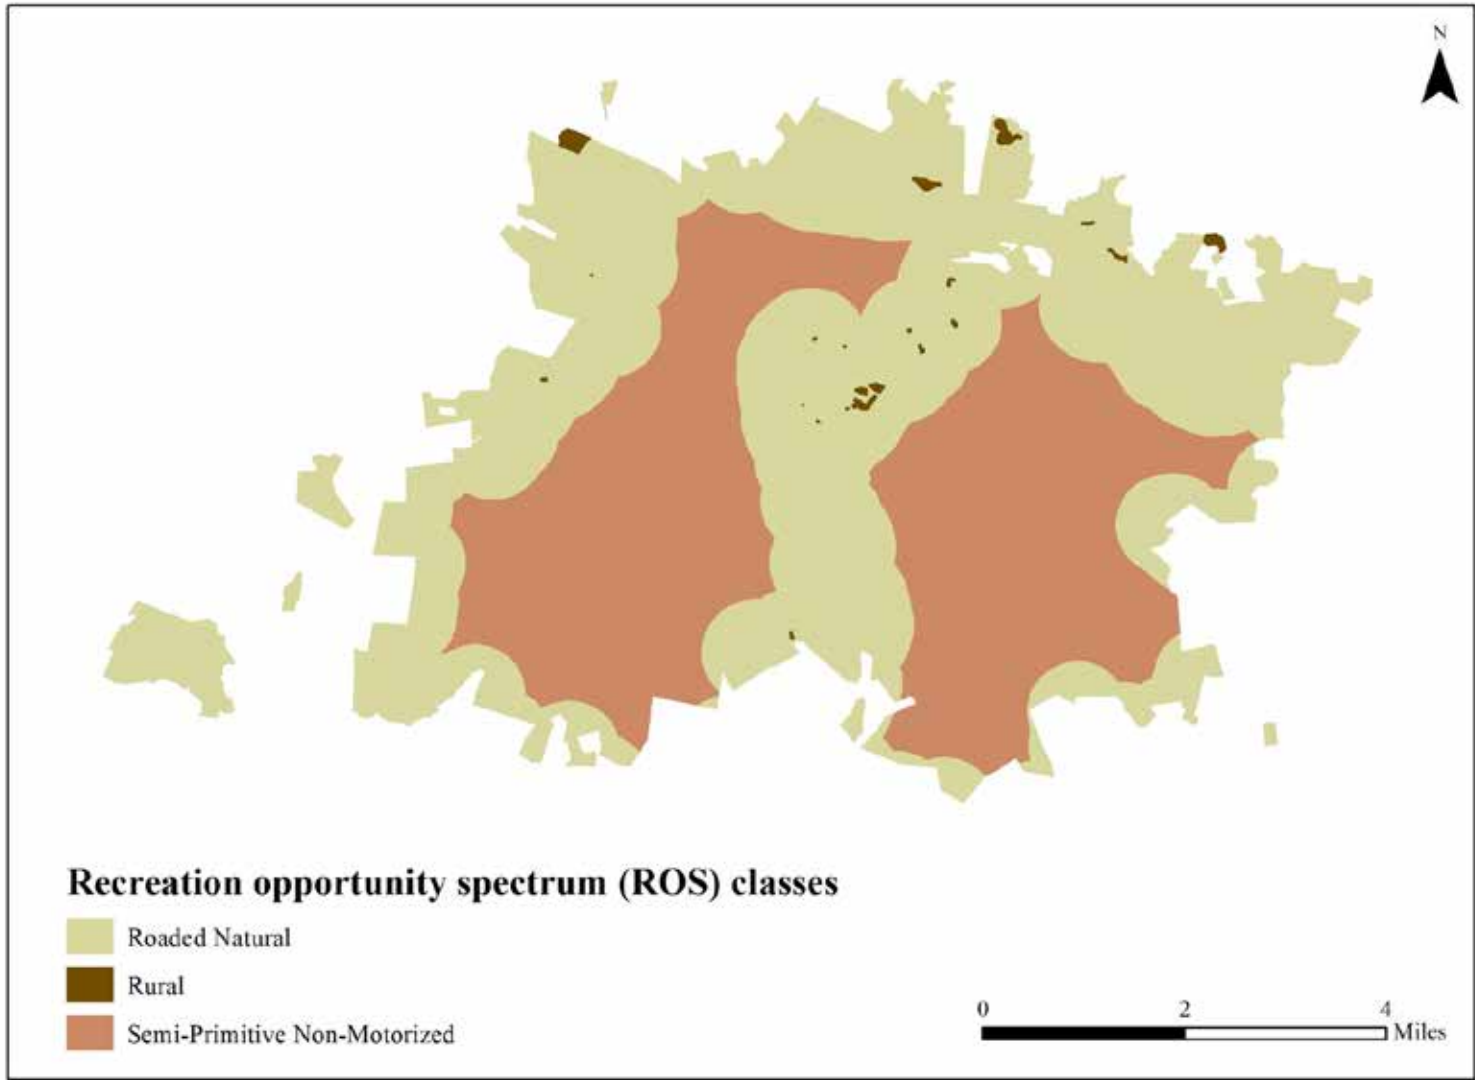 N
Recreation opportunity spectrum (ROS) classes
Roaded Natural
Rural
Semi-Primitive Non-Motorized
0 2 4
Miles